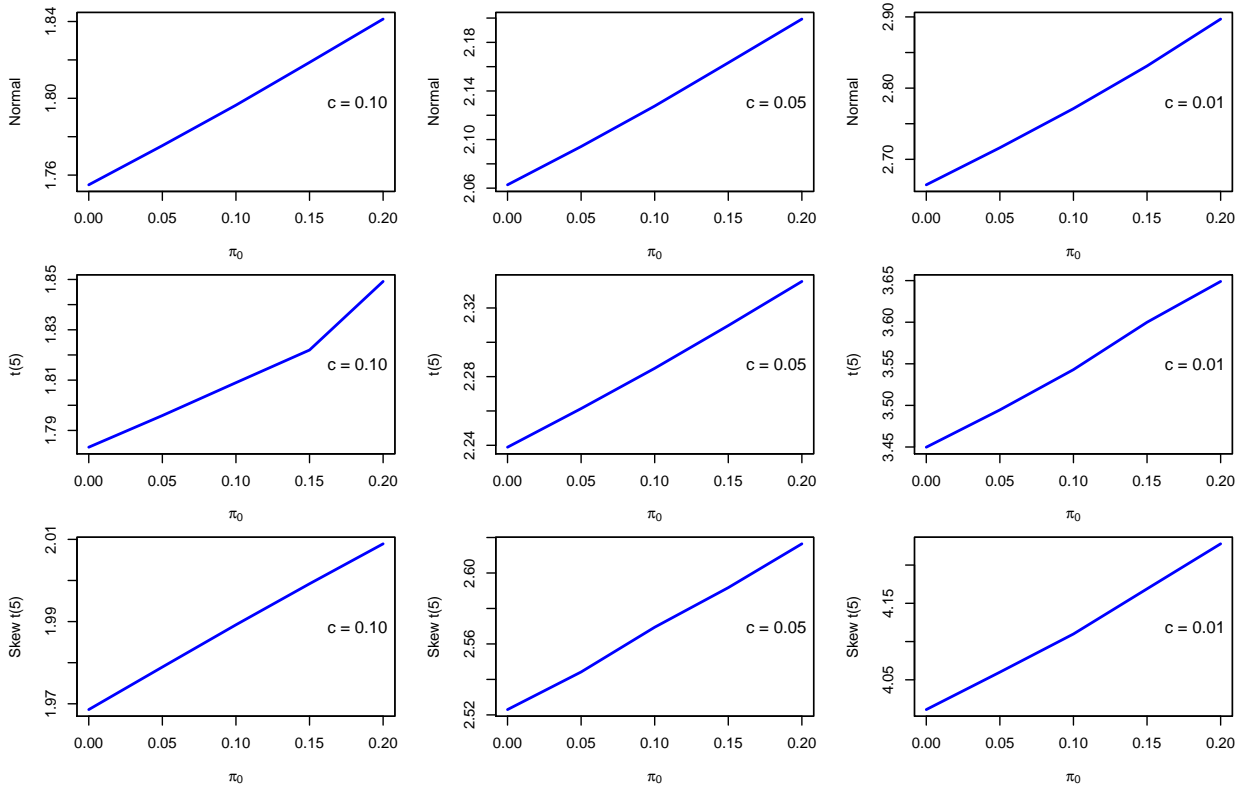 Normal
1.76 1.80 1.84
c = 0.10
0.00 0.05 0.10 0.15 0.20
π0
Normal
2.06 2.10 2.14 2.18
c = 0.05
0.00 0.05 0.10 0.15 0.20
π0
Normal
2.70 2.80 2.90
c = 0.01
0.00 0.05 0.10 0.15 0.20
π0
t(5)
1.79 1.81 1.83 1.85
c = 0.10
0.00 0.05 0.10 0.15 0.20
π0
t(5)
2.24 2.28 2.32
c = 0.05
0.00 0.05 0.10 0.15 0.20
π0
t(5)
3.45 3.50 3.55 3.60 3.65
c = 0.01
0.00 0.05 0.10 0.15 0.20
π0
Skew t(5)
1.97 1.99 2.01
c = 0.10
0.00 0.05 0.10 0.15 0.20
π0
Skew t(5)
2.52 2.56 2.60
c = 0.05
0.00 0.05 0.10 0.15 0.20
π0
Skew t(5)
4.05 4.15
c = 0.01
0.00 0.05 0.10 0.15 0.20
π0